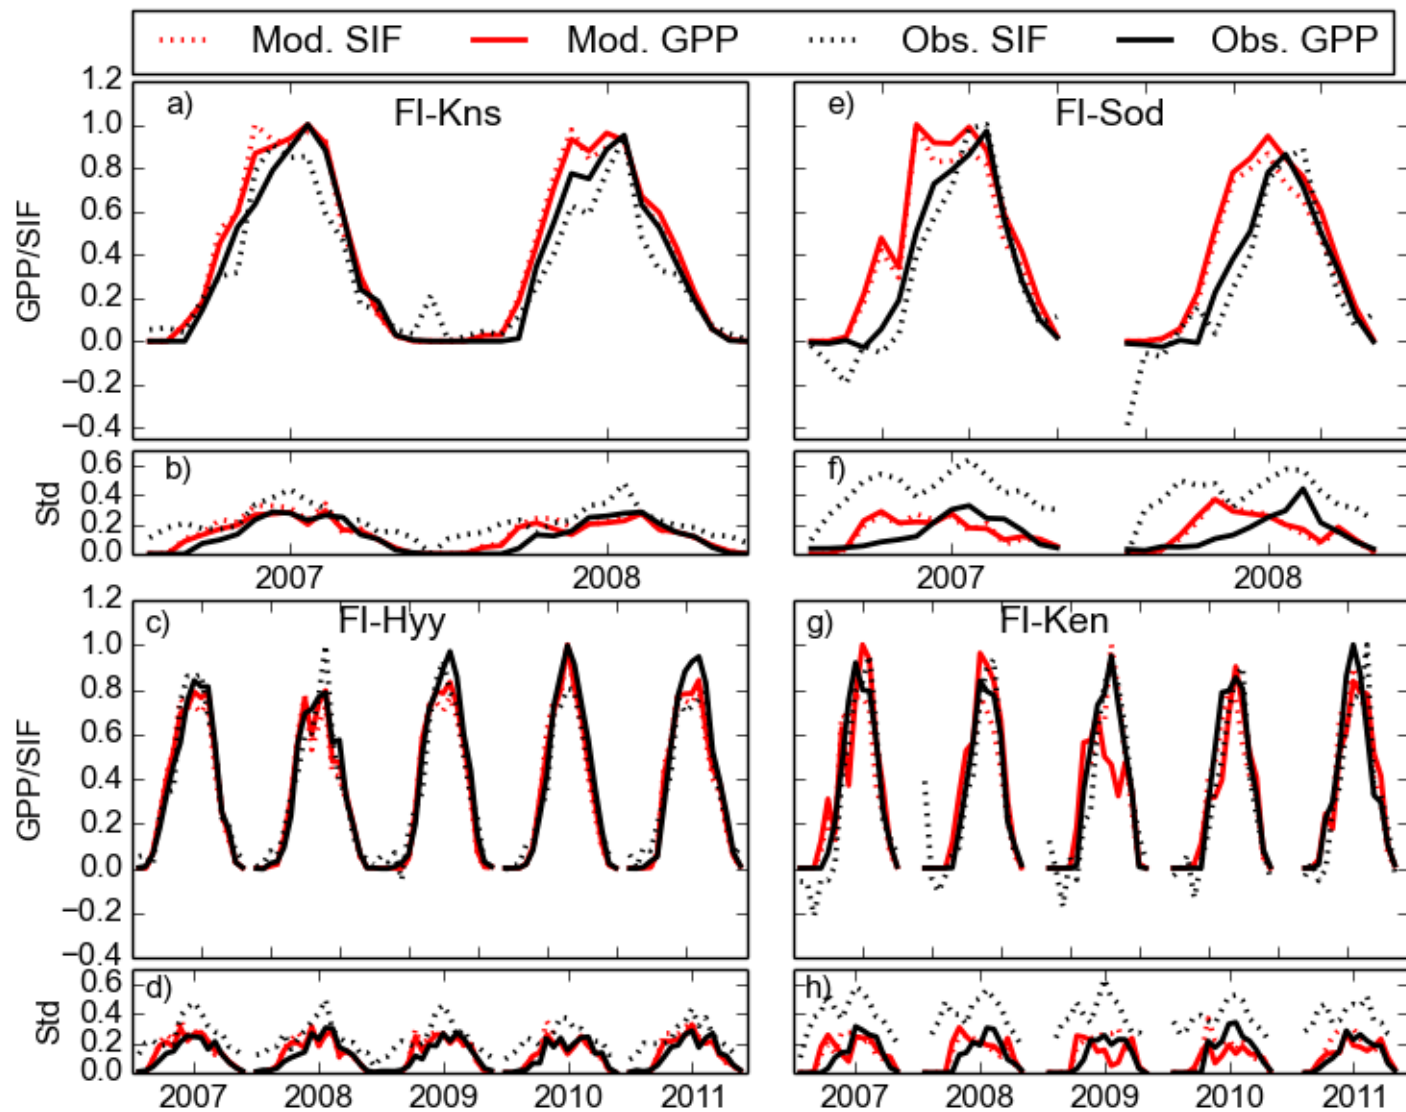 Mod. SIF Mod. GPP Obs. SIF Obs. GPP
a) FI-Kns
GPP/SIF
1.2
1.0
0.8
0.6
0.4
0.2
0.0
−0.2
−0.4
e) FI-Sod
b)
Std
0.6
0.4
0.2
0.0
2007 2008
f)
2007 2008
c) FI-Hyy
GPP/SIF
1.2
1.0
0.8
0.6
0.4
0.2
0.0
−0.2
−0.4
g) FI-Ken
d)
Std
0.6
0.4
0.2
0.0
2007 2008 2009 2010 2011
h)
2007 2008 2009 2010 2011